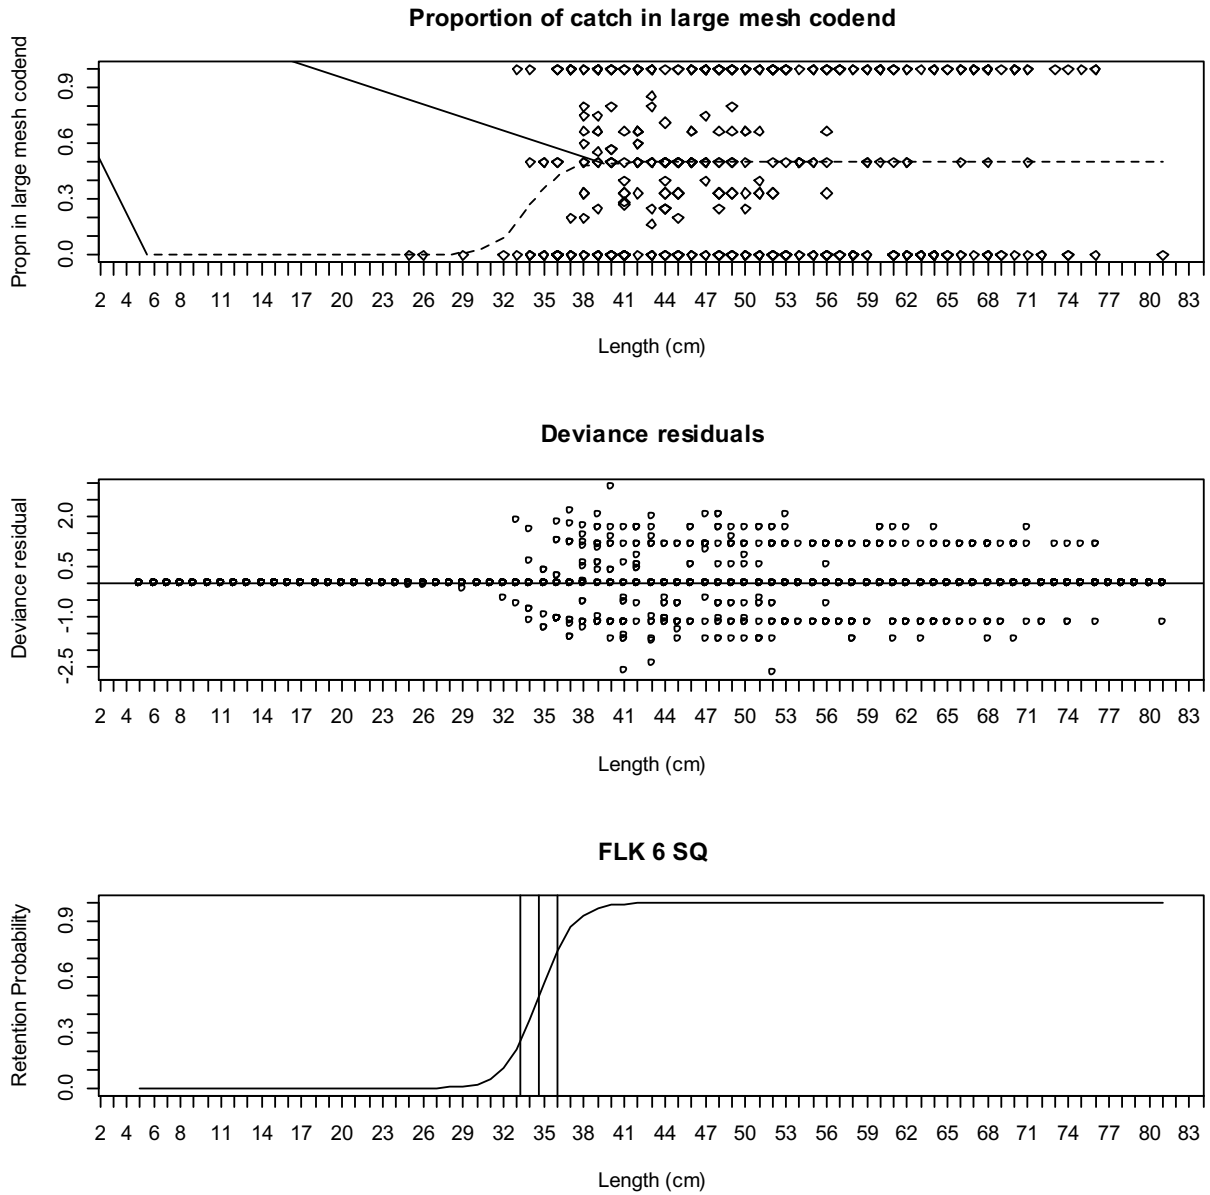 Proportion of catch in large mesh codend
Propn in large mesh codend
0.0 0.3 0.6 0.9
2 4 6 8 11 14 17 20 23 26 29 32 35 38 41 44 47 50 53 56 59 62 65 68 71 74 77 80 83
Length (cm)
Deviance residuals
Deviance residual
-2.5 -1.0 0.5 2.0
2 4 6 8 11 14 17 20 23 26 29 32 35 38 41 44 47 50 53 56 59 62 65 68 71 74 77 80 83
Length (cm)
FLK 6 SQ
Retention Probability
0.0 0.3 0.6 0.9
2 4 6 8 11 14 17 20 23 26 29 32 35 38 41 44 47 50 53 56 59 62 65 68 71 74 77 80 83
Length (cm)